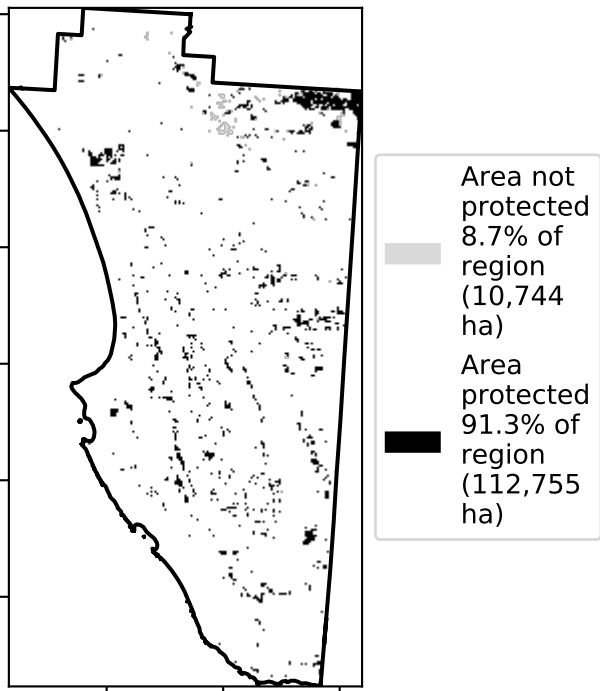 Area not
protected
8.7% of
region
(10,744
ha)
Area
protected
91.3% of
region
(112,755
ha)